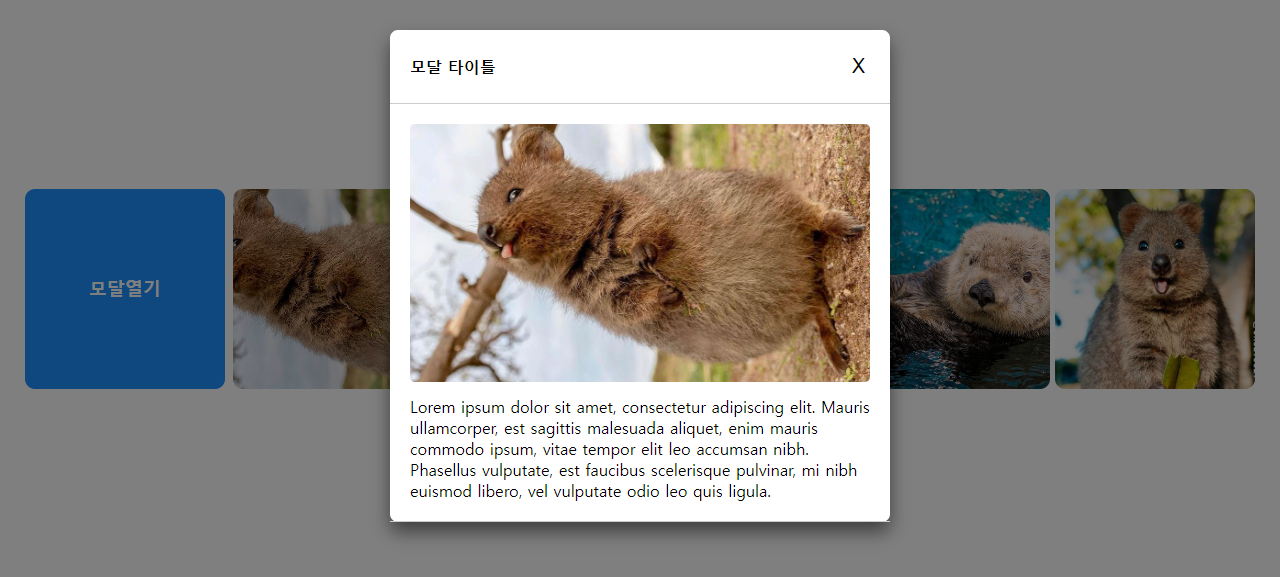 모달 타이틀
X
모달열기
Lorem ipsum dolor sit amet, consectetur adipiscing elit. Mauris
ullamcorper, est sagittis malesuada aliquet, enim mauris
commodo ipsum, vitae tempor elit leo accumsan nibh.
Phasellus vulputate, est faucibus scelerisque pulvinar, mi nibh
euismod libero, vel vulputate odio leo quis ligula.